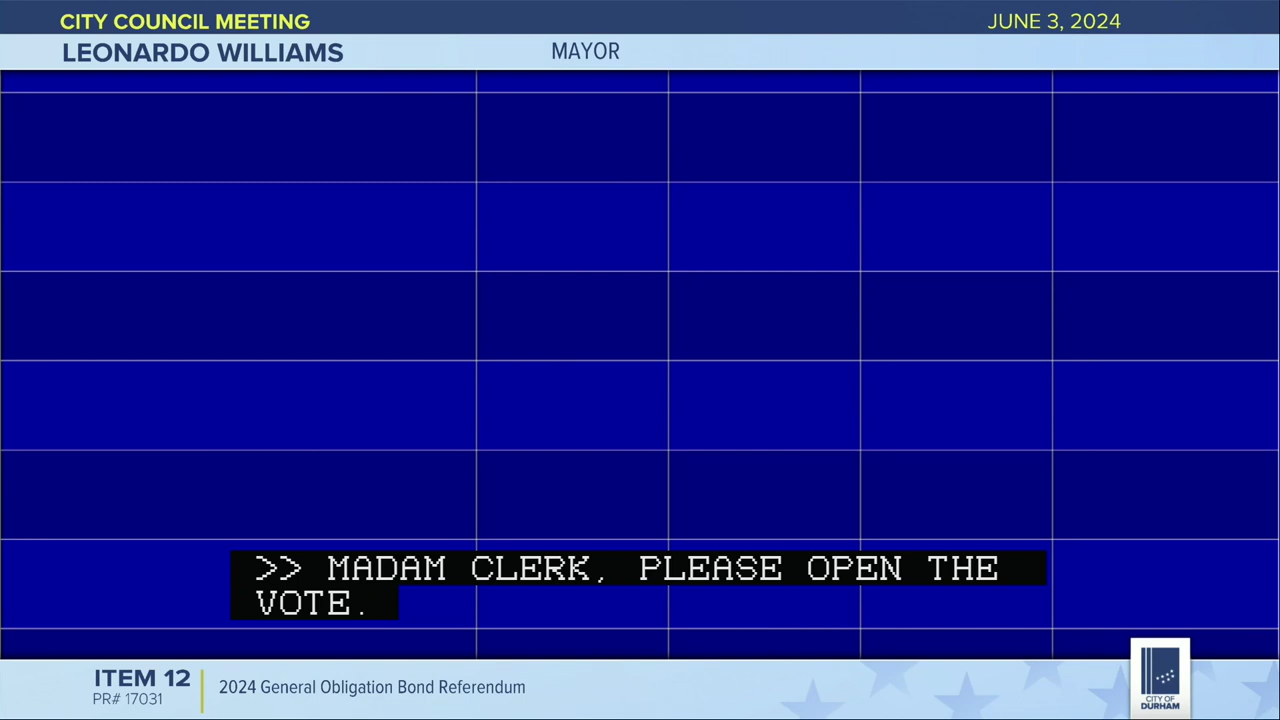 CITY COUNCIL MEETING
JUNE 3, 2024
LEONARDO WILLIAMS
MAYOR
>> MADAM CLERK, PLEASE OPEN THE
VOTE.
ITEM 12
PR# 17031
2024 General Obligation Bond Referendum
CITY OF
DURHAM